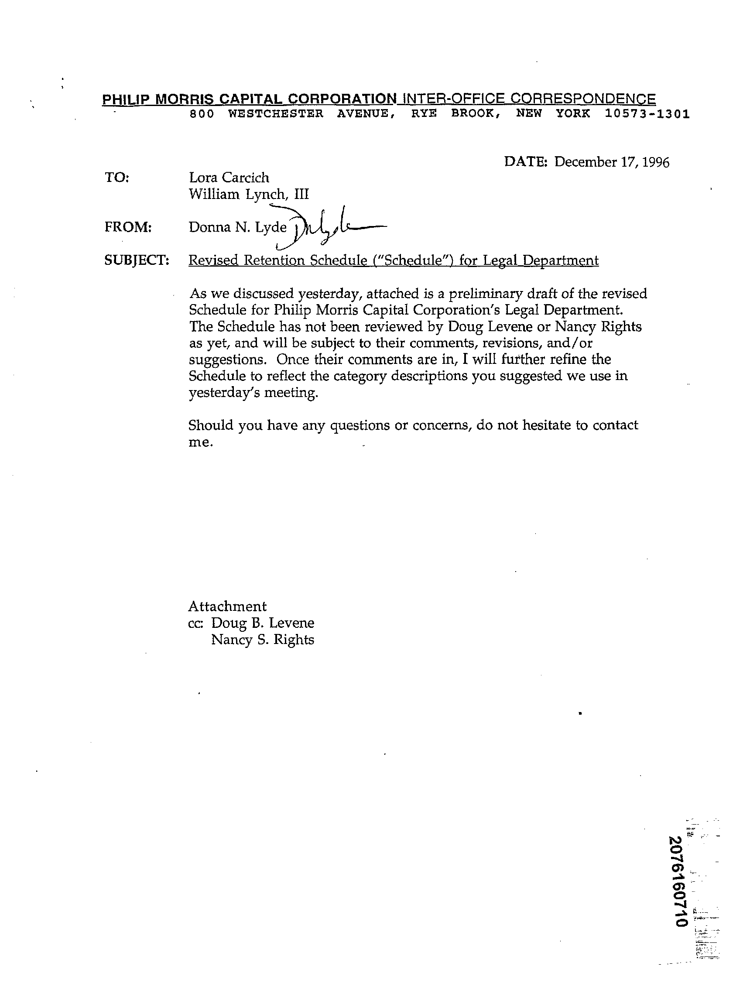 PHILIP MORRIS CAPITAL CORPORATION INTER-OFFICE CORRESPONDENCE
800 WESTCHESTER AVENUE, RYE BROOK, NEW YORK 10573-1301
DATE: December 17, 1996
TO: Lora Carcich
William Lynch, III
FROM: Donna N. Lyde
SUBJECT: Revised Retention Schedule ("Schedule") for Legal Department
As we discussed yesterday, attached is a preliminary draft of the revised
Schedule for Philip Morris Capital Corporation's Legal Department.
The Schedule has not been reviewed by Doug Levene or Nancy Rights
as yet, and will be subject to their comments, revisions, and/or
suggestions. Once their comments are in, I will further refine the
Schedule to reflect the category descriptions you suggested we use in
yesterday's meeting.
Should you have any questions or concerns, do not hesitate to contact
me.
Attachment
cc: Doug B. Levene
Nancy S. Rights
2076160710